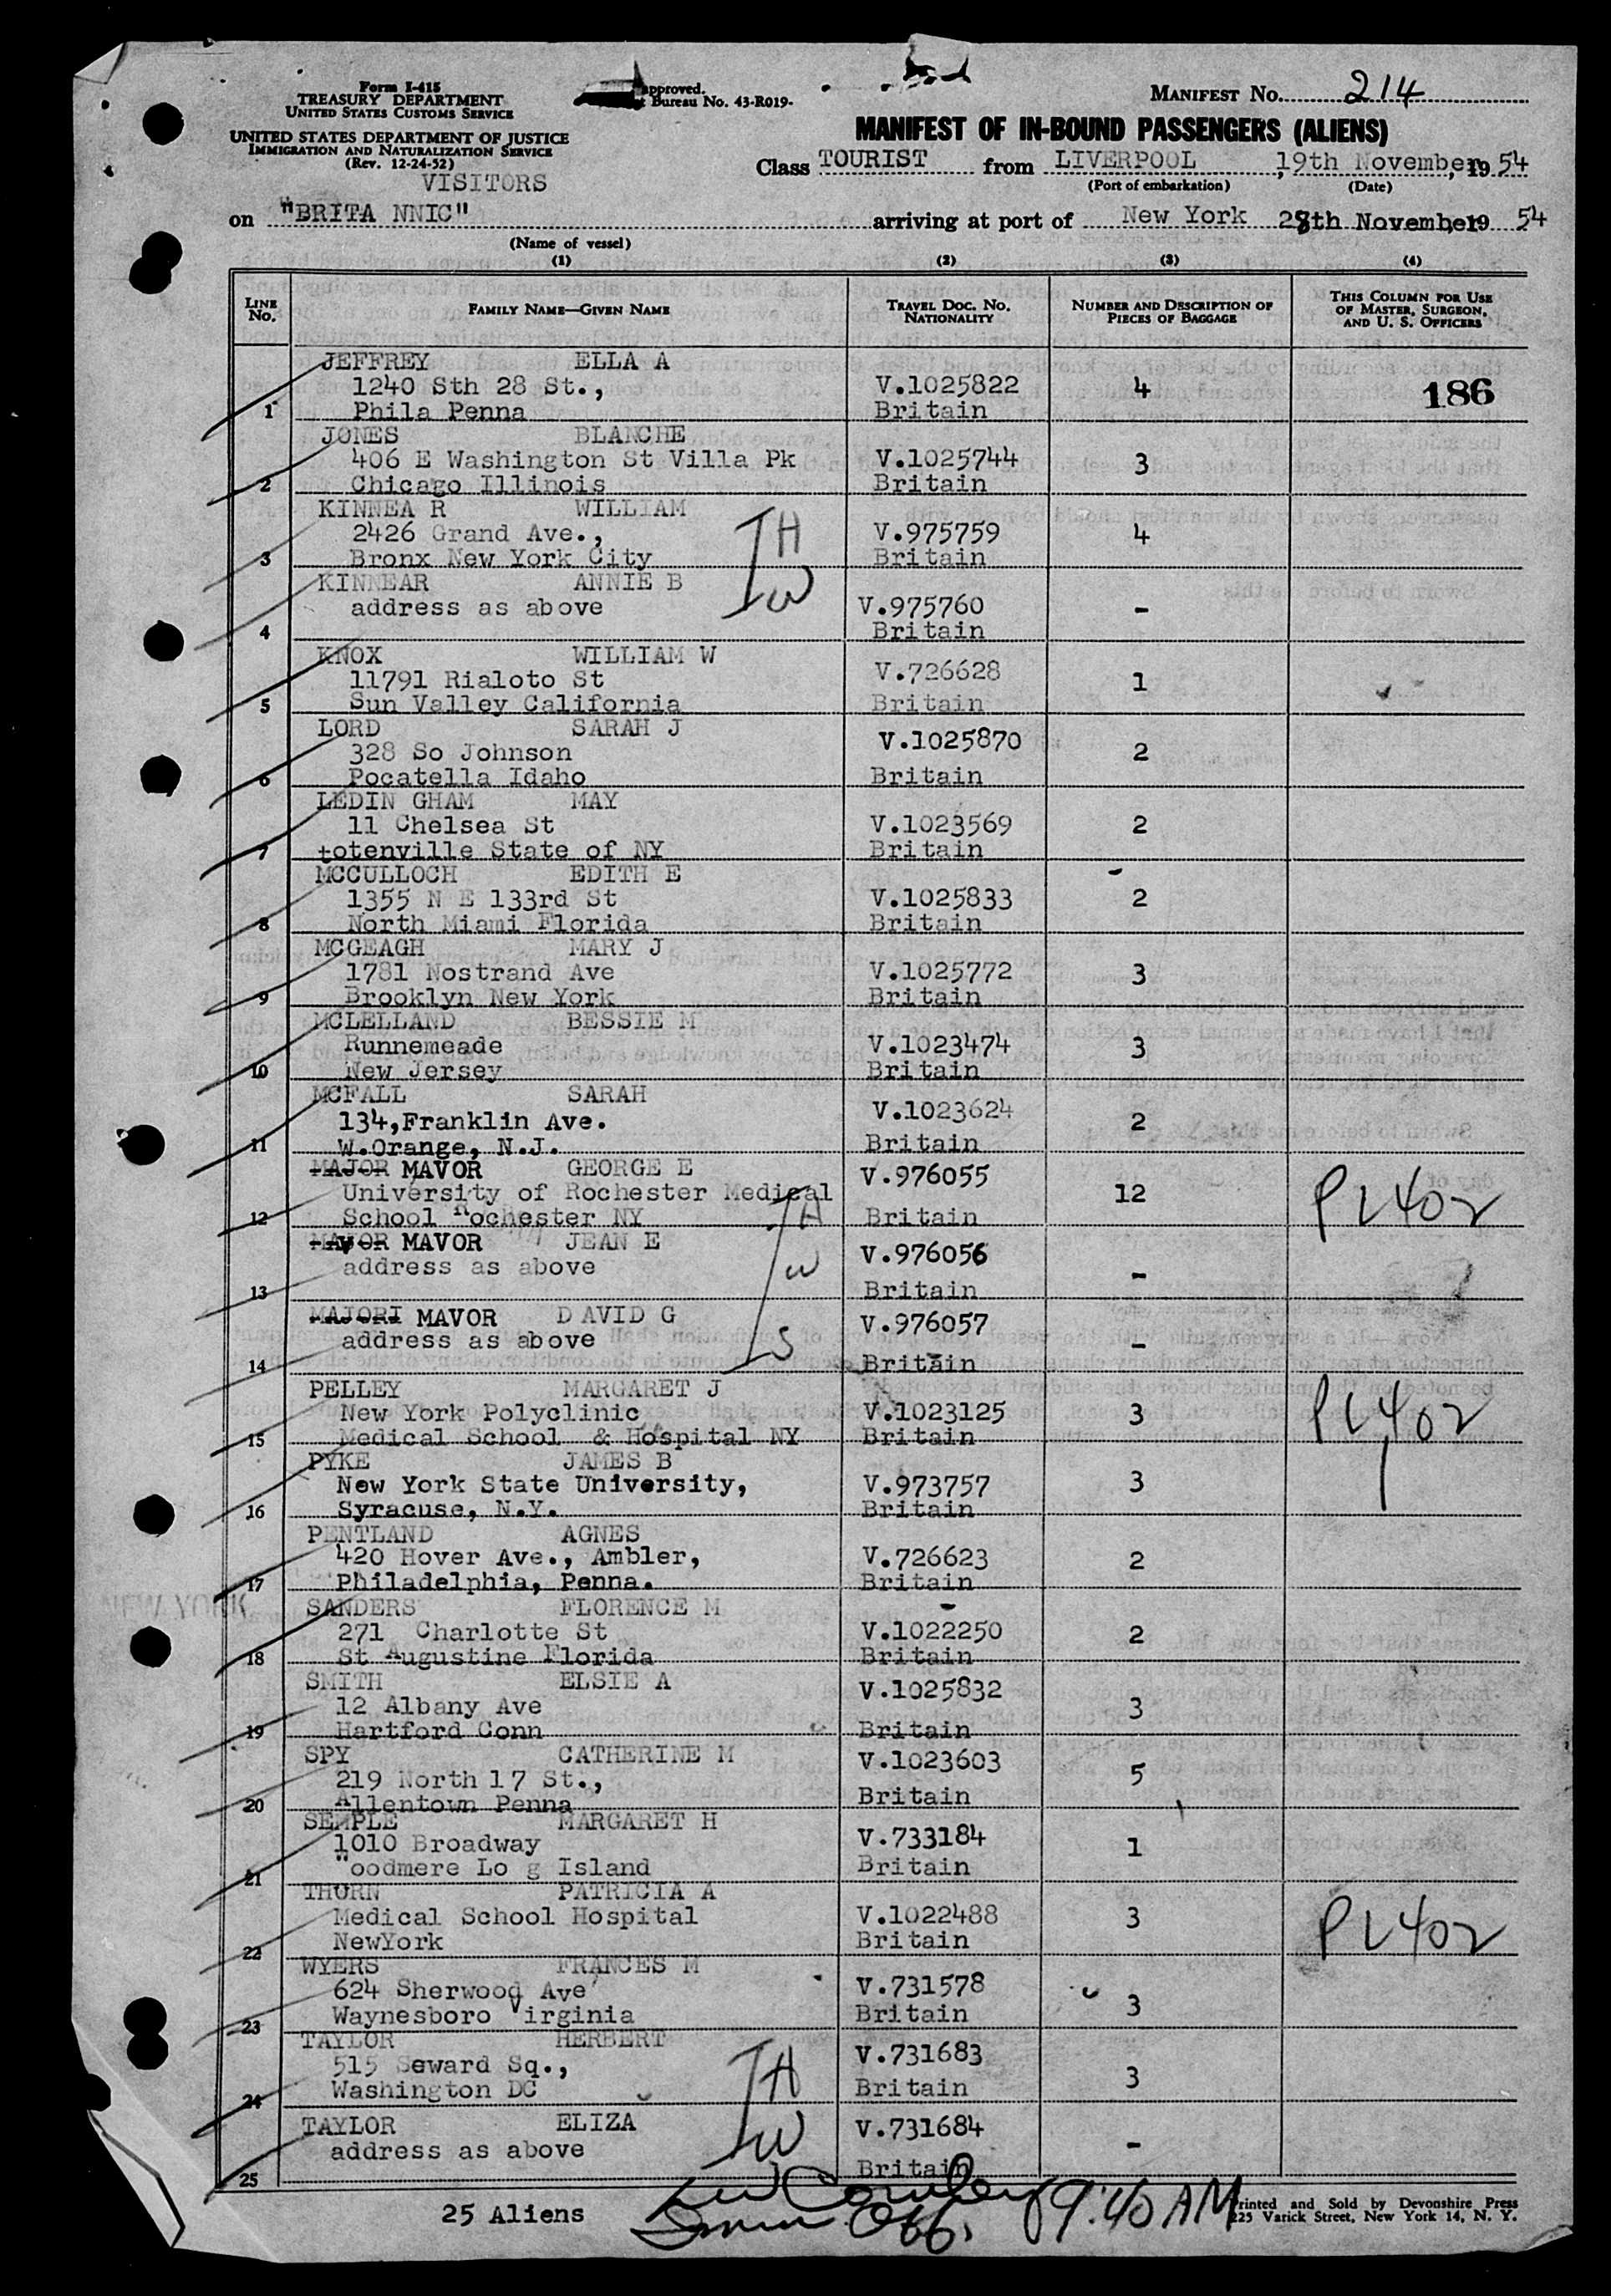 Form I-415
TREASURY DEPARTMENT
UNITED STATES CUSTOMS SERVICE
UNITED STATES DEPARTMENT OF JUSTICE
IMMIGRATION AND NATURALIZATION SERVICE
(Rev. 12-24-52)
VISITORS
approved.
Bureau No. 43-R019-
MANIFEST NO. 214
MANIFEST OF IN-BOUND PASSENGERS (ALIENS)
Class TOURIST from LIVERPOOL, 19th November, 19 54
(Port of embarkation) (Date)
on "BRITA NNIC" arriving at port of New York 28th November 19 54
(Name of vessel)
(1) (2) (3) (4)
LINE NO. FAMILY NAME—GIVEN NAME TRAVEL DOC. NO. NATIONALITY NUMBER AND DESCRIPTION OF PIECES OF BAGGAGE THIS COLUMN FOR USE OF MASTER, SURGEON, AND U. S. OFFICERS
JEFFREY ELLA A
1240 Sth 28 St., V.1025822 4 186
1 Phila Penna Britain
JONES BLANCHE
406 E Washington St Villa Pk V.1025744 3
2 Chicago Illinois Britain
KINNEA R WILLIAM H
2426 Grand Ave., V.975759 4
3 Bronx New York City Britain
KINNEAR ANNIE B W
address as above V.975760 -
4 Britain
KNOX WILLIAM W
11791 Rialoto St V.726628 1
5 Sun Valley California Britain
LORD SARAH J
328 So Johnson V.1025870 2
6 Pocatella Idaho Britain
LEDIN GHAM MAY
11 Chelsea St V.1023569 2
7 totenville State of NY Britain
MCCULLOCH EDITH E
1355 N E 133rd St V.1025833 2
8 North Miami Florida Britain
MCGEAGH MARY J
1781 Nostrand Ave V.1025772 3
9 Brooklyn New York Britain
MCLELLAND BESSIE M
Runnemeade V.1023474 3
10 New Jersey Britain
MCFALL SARAH
134,Franklin Ave. V.1023624 2
11 W.Orange, N.J. Britain
MAJOR MAVOR GEORGE E V.976055
University of Rochester Medical 12 PL 402
12 School Rochester NY H Britain
MAJOR MAVOR JEAN E V.976056
address as above W -
13 Britain
MAJORI MAVOR D AVID G V.976057
address as above S -
14 Britain
PELLEY MARGARET J
New York Polyclinic V.1023125 3 PL 402
15 Medical School & Hospital NY Britain
PYKE JAMES B
New York State University, V.973757 3
16 Syracuse, N.Y. Britain
PENTLAND AGNES
420 Hover Ave., Ambler, V.726623 2
17 Philadelphia, Penna. Britain
NEW YORK
SANDERS FLORENCE M
271 Charlotte St V.1022250 2
18 St Augustine Florida Britain
SMITH ELSIE A V.1025832
12 Albany Ave 3
19 Hartford Conn Britain
SPY CATHERINE M V.1023603
219 North 17 St., 5
20 Allentown Penna Britain
SEMPLE MARGARET H
1010 Broadway V.733184 1
21 Woodmere Lo g Island Britain
THORN PATRICIA A
Medical School Hospital V.1022488 3 PL 402
22 NewYork Britain
WYERS FRANCES M
624 Sherwood Ave V.731578
23 Waynesboro Virginia Britain 3
TAYLOR HERBERT V.731683
515 Seward Sq., H 3
24 Washington DC Britain
TAYLOR ELIZA V.731684
address as above W -
25 Britain
25 Aliens 9:40 AM
Printed and Sold by Devonshire Press
225 Varick Street, New York 14, N. Y.